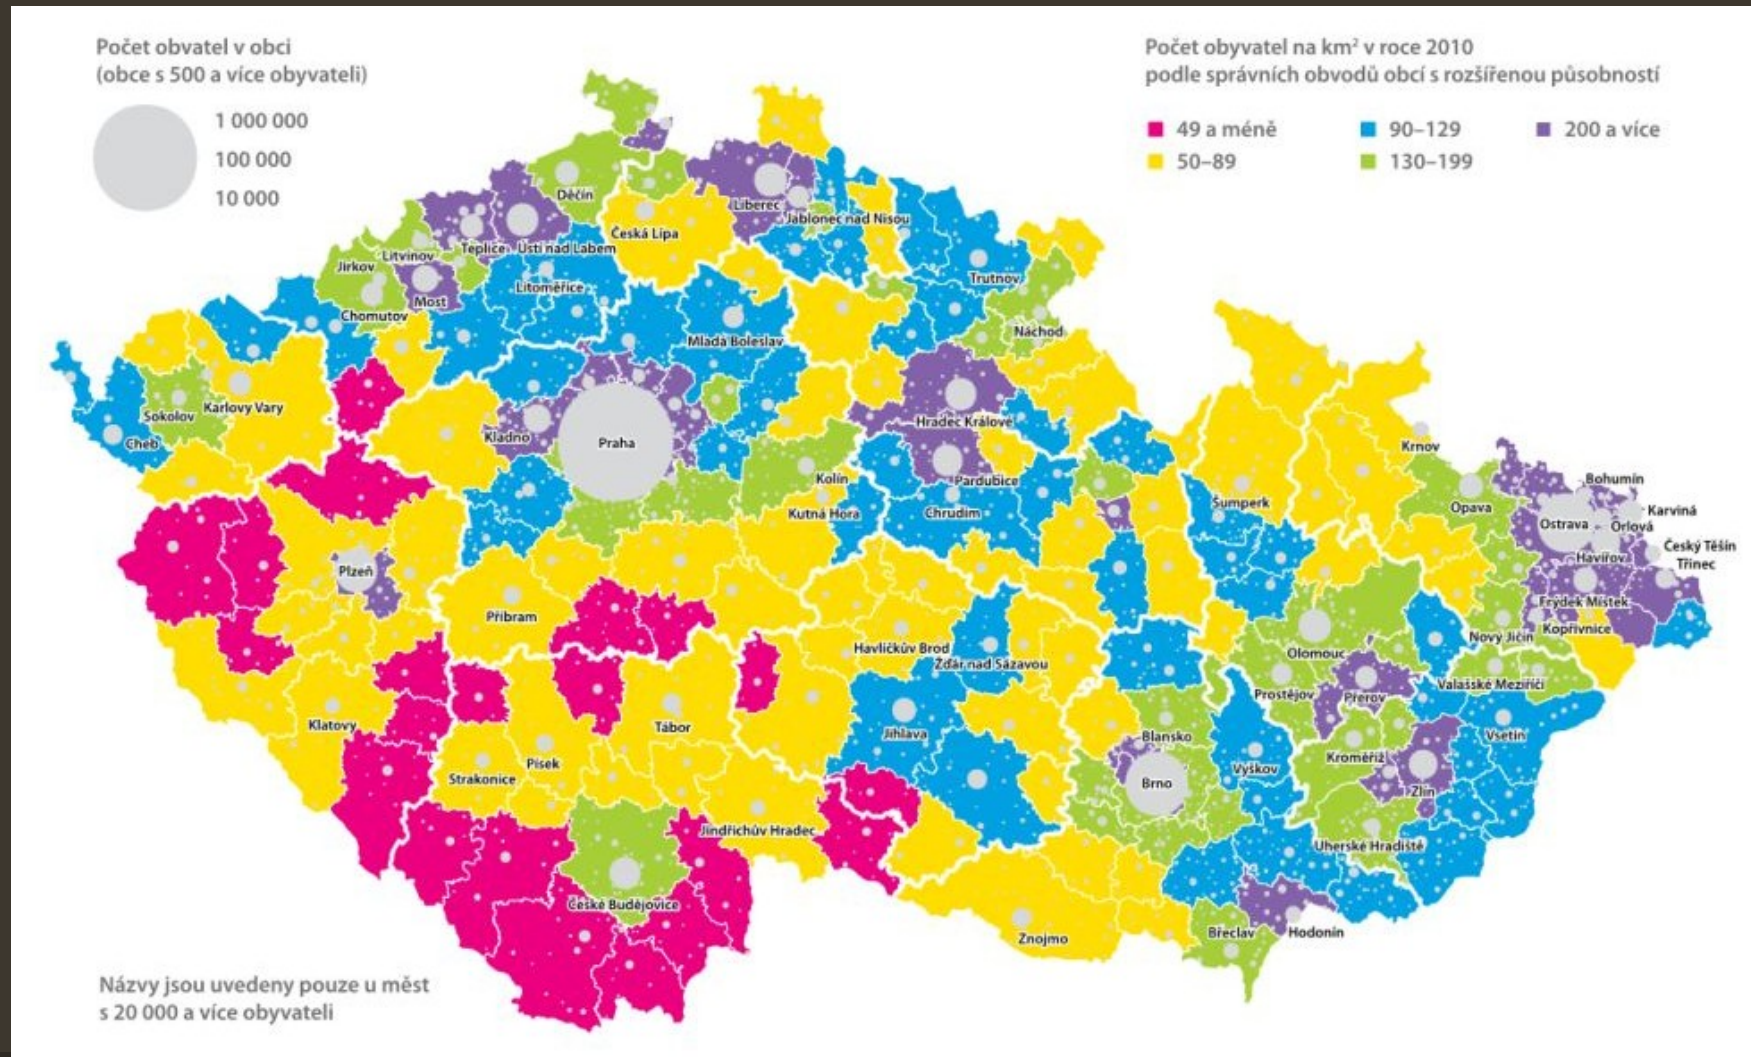 Počet obvatel v obci
(obce s 500 a více obyvateli)
1 000 000
100 000
10 000
Počet obyvatel na km² v roce 2010
podle správních obvodů obcí s rozšířenou působností
49 a méně
90–129
200 a více
50–89
130–199
Děčín
Liberec
Jablonec nad Nisou
Teplice
Ústí nad Labem
Česká Lípa
Litvínov
Jirkov
Most
Litoměřice
Trutnov
Chomutov
Náchod
Mladá Boleslav
Sokolov
Karlovy Vary
Cheb
Kladno
Praha
Hradec Králové
Krnov
Kolín
Pardubice
Bohumín
Kutná Hora
Chrudim
Šumperk
Opava
Karviná
Ostrava
Orlová
Český Těšín
Havířov
Třinec
Plzeň
Frýdek Místek
Příbram
Kopřivnice
Nový Jičín
Havlíčkův Brod
Žďár nad Sázavou
Olomouc
Valašské Meziříčí
Prostějov
Přerov
Klatovy
Tábor
Jihlava
Blansko
Vsetín
Kroměříž
Strakonice
Písek
Vyškov
Brno
Zlín
Jindřichův Hradec
Uherské Hradiště
České Budějovice
Znojmo
Břeclav
Hodonín
Názvy jsou uvedeny pouze u měst
s 20 000 a více obyvateli